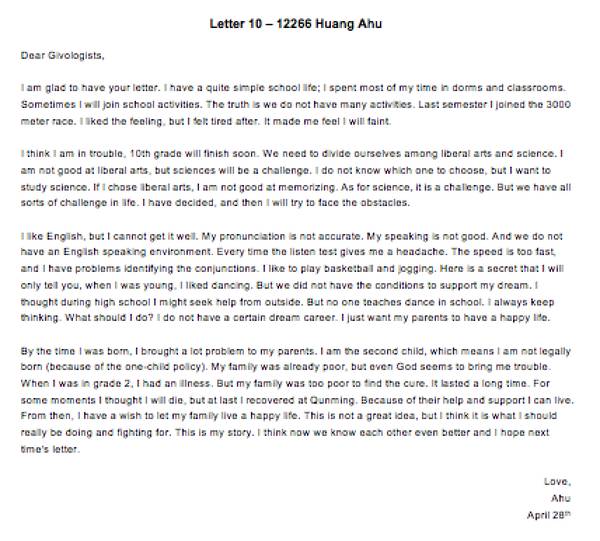 Letter 10 – 12266 Huang Ahu
Dear Givologists,
I am glad to have your letter. I have a quite simple school life; I spent most of my time in dorms and classrooms.
Sometimes I will join school activities. The truth is we do not have many activities. Last semester I joined the 3000
meter race. I liked the feeling, but I felt tired after. It made me feel I will faint.
I think I am in trouble, 10th grade will finish soon. We need to divide ourselves among liberal arts and science. I
am not good at liberal arts, but sciences will be a challenge. I do not know which one to choose, but I want to
study science. If I chose liberal arts, I am not good at memorizing. As for science, it is a challenge. But we have all
sorts of challenge in life. I have decided, and then I will try to face the obstacles.
I like English, but I cannot get it well. My pronunciation is not accurate. My speaking is not good. And we do not
have an English speaking environment. Every time the listen test gives me a headache. The speed is too fast,
and I have problems identifying the conjunctions. I like to play basketball and jogging. Here is a secret that I will
only tell you, when I was young, I liked dancing. But we did not have the conditions to support my dream. I
thought during high school I might seek help from outside. But no one teaches dance in school. I always keep
thinking. What should I do? I do not have a certain dream career. I just want my parents to have a happy life.
By the time I was born, I brought a lot problem to my parents. I am the second child, which means I am not legally
born (because of the one-child policy). My family was already poor, but even God seems to bring me trouble.
When I was in grade 2, I had an illness. But my family was too poor to find the cure. It lasted a long time. For
some moments I thought I will die, but at last I recovered at Qunming. Because of their help and support I can live.
From then, I have a wish to let my family live a happy life. This is not a great idea, but I think it is what I should
really be doing and fighting for. This is my story. I think now we know each other even better and I hope next
time's letter.
Love,
Ahu
April 28th